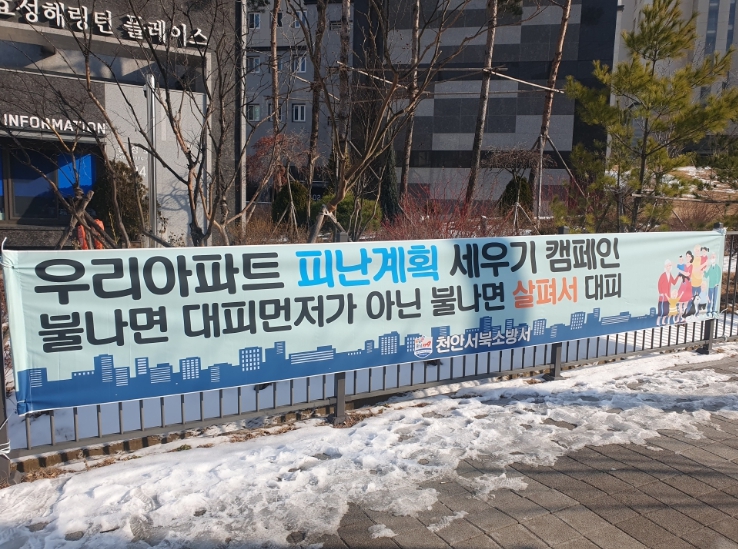 효성해링턴 플레이스
INFORMATION
우리아파트 피난계획 세우기 캠페인
불나면 대피먼저가 아닌 불나면 살펴서 대피
천안서북소방서